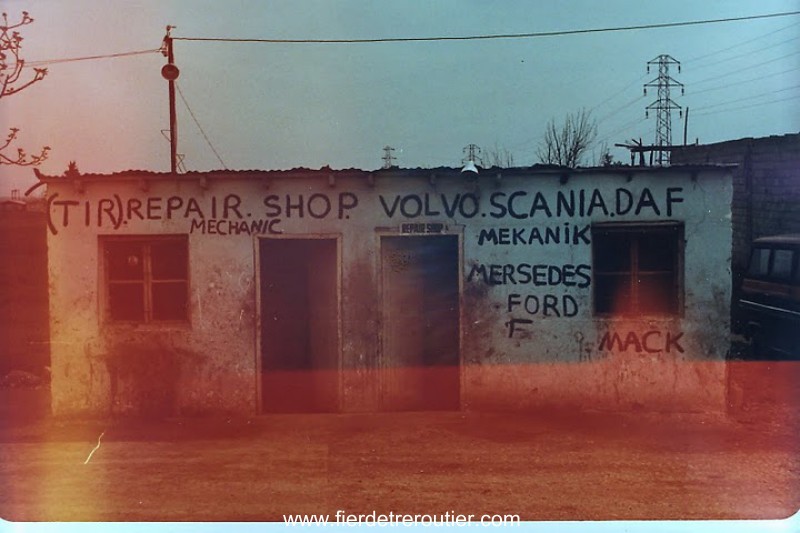 (TIR).REPAIR. SHOP. VOLVO.SCANIA.DAF
MECHANIC
REPAIR SHOP
MEKANIK
MERSEDES
FORD
F
MACK
www.fierdetreroutier.com